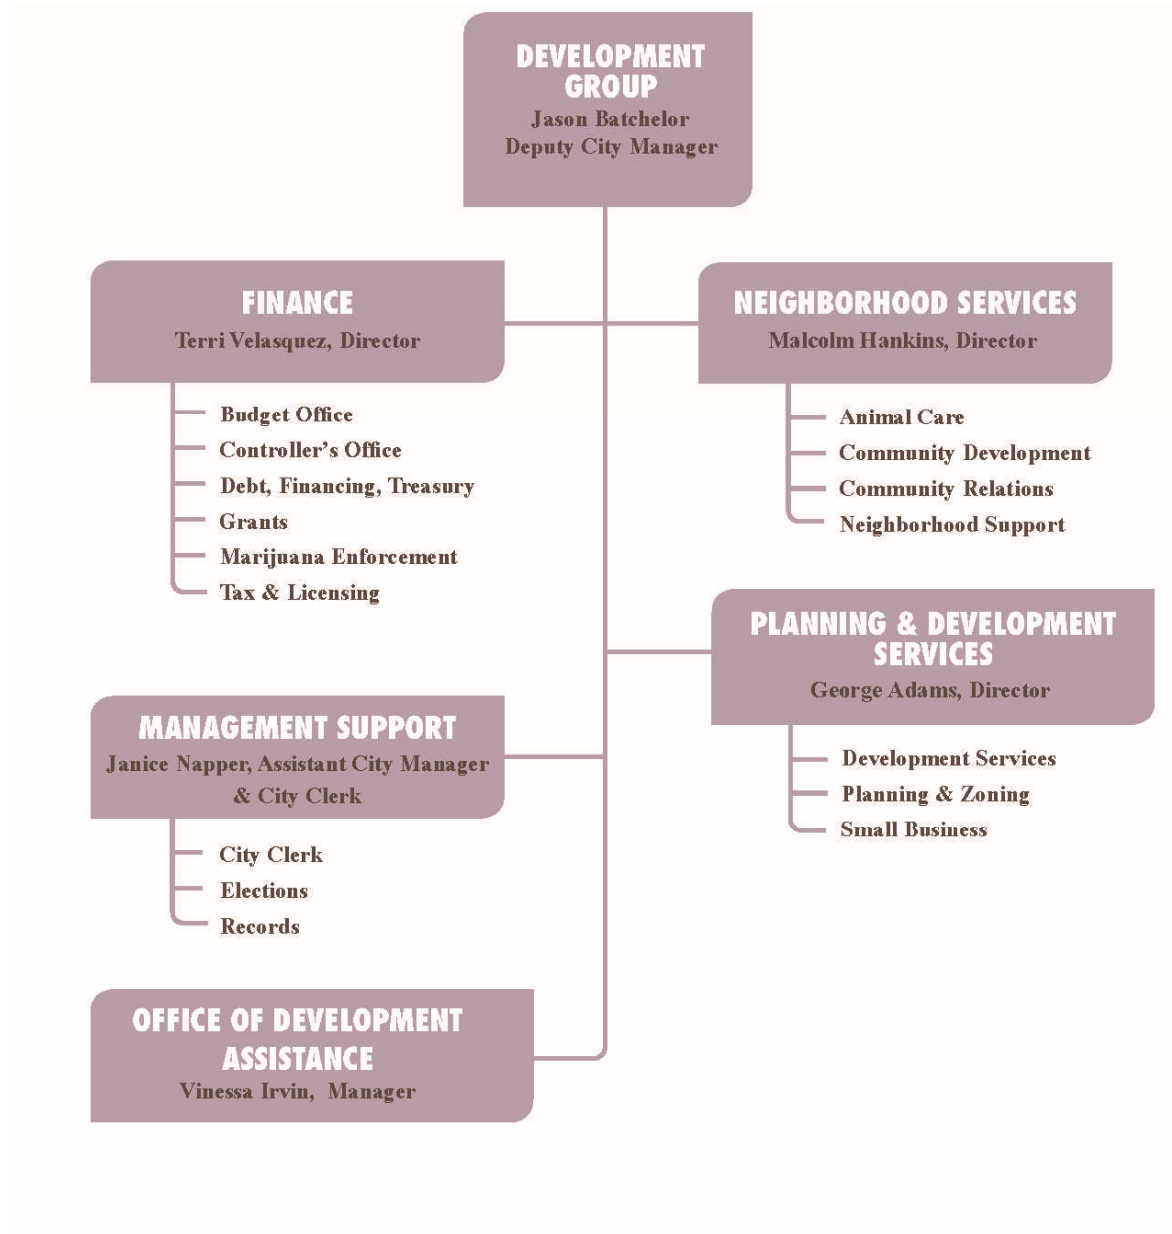 DEVELOPMENT
GROUP
Jason Batchelor
Deputy City Manager
FINANCE
Terri Velasquez, Director
Budget Office
Controller’s Office
Debt, Financing, Treasury
Grants
Marijuana Enforcement
Tax & Licensing
NEIGHBORHOOD SERVICES
Malcolm Hankins, Director
Animal Care
Community Development
Community Relations
Neighborhood Support
PLANNING & DEVELOPMENT
SERVICES
George Adams, Director
Development Services
Planning & Zoning
Small Business
MANAGEMENT SUPPORT
Janice Napper, Assistant City Manager
& City Clerk
City Clerk
Elections
Records
OFFICE OF DEVELOPMENT
ASSISTANCE
Vinessa Irvin, Manager